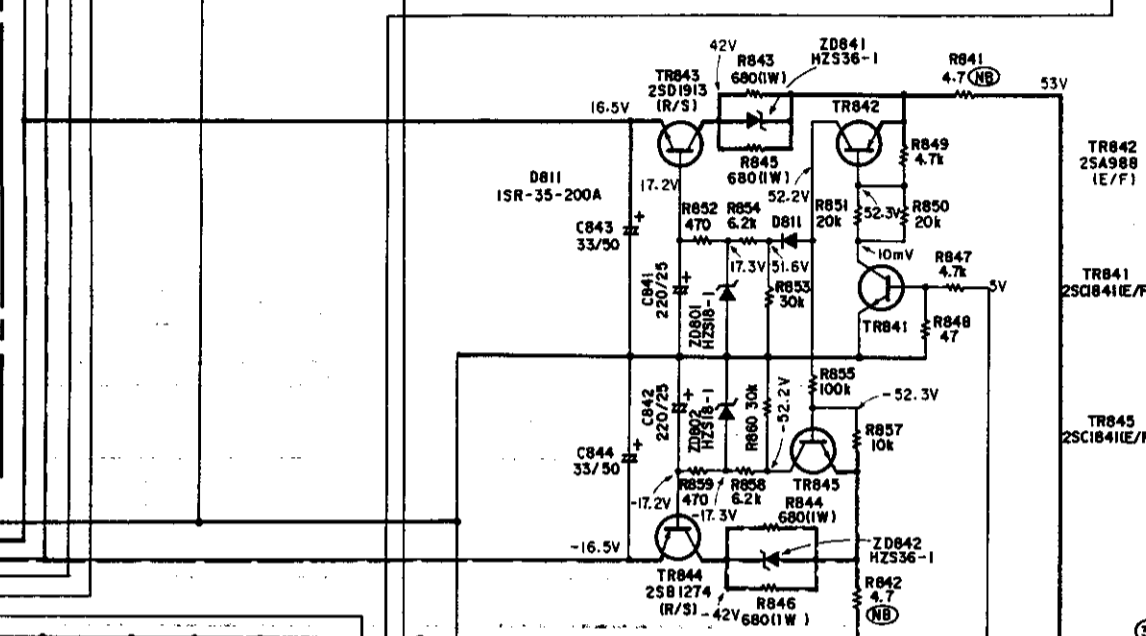 42V
ZD841
HZS36-1
R843
680(1W)
R841
4.7 (NB)
53V
TR843
2SD1913
(R/S)
16.5V
TR842
R845
680(1W)
R849
4.7k
TR842
2SA988
(E/F)
D811
1SR-35-200A
17.2V
52.2V
R852
470
R854
6.2k
D811
R851
20k
52.3V
R850
20k
C843
33/50
+
10mV
17.3V
51.6V
R847
4.7k
5V
TR841
2SC1841(E/F
C841
220/25
+
ZD801
HZS18-1
R853
30k
TR841
R848
47
R855
100k
-52.3V
C842
220/25
+
ZD802
HZS18-1
R860 30k
-52.2V
R857
10k
TR845
2SC1841(E/F
C844
33/50
+
R859
470
R858
6.2k
TR845
-17.2V
-17.3V
R844
680(1W)
-16.5V
ZD842
HZS36-1
TR844
2SB1274
(R/S)
-42V
R846
680(1W)
R842
4.7
(NB)